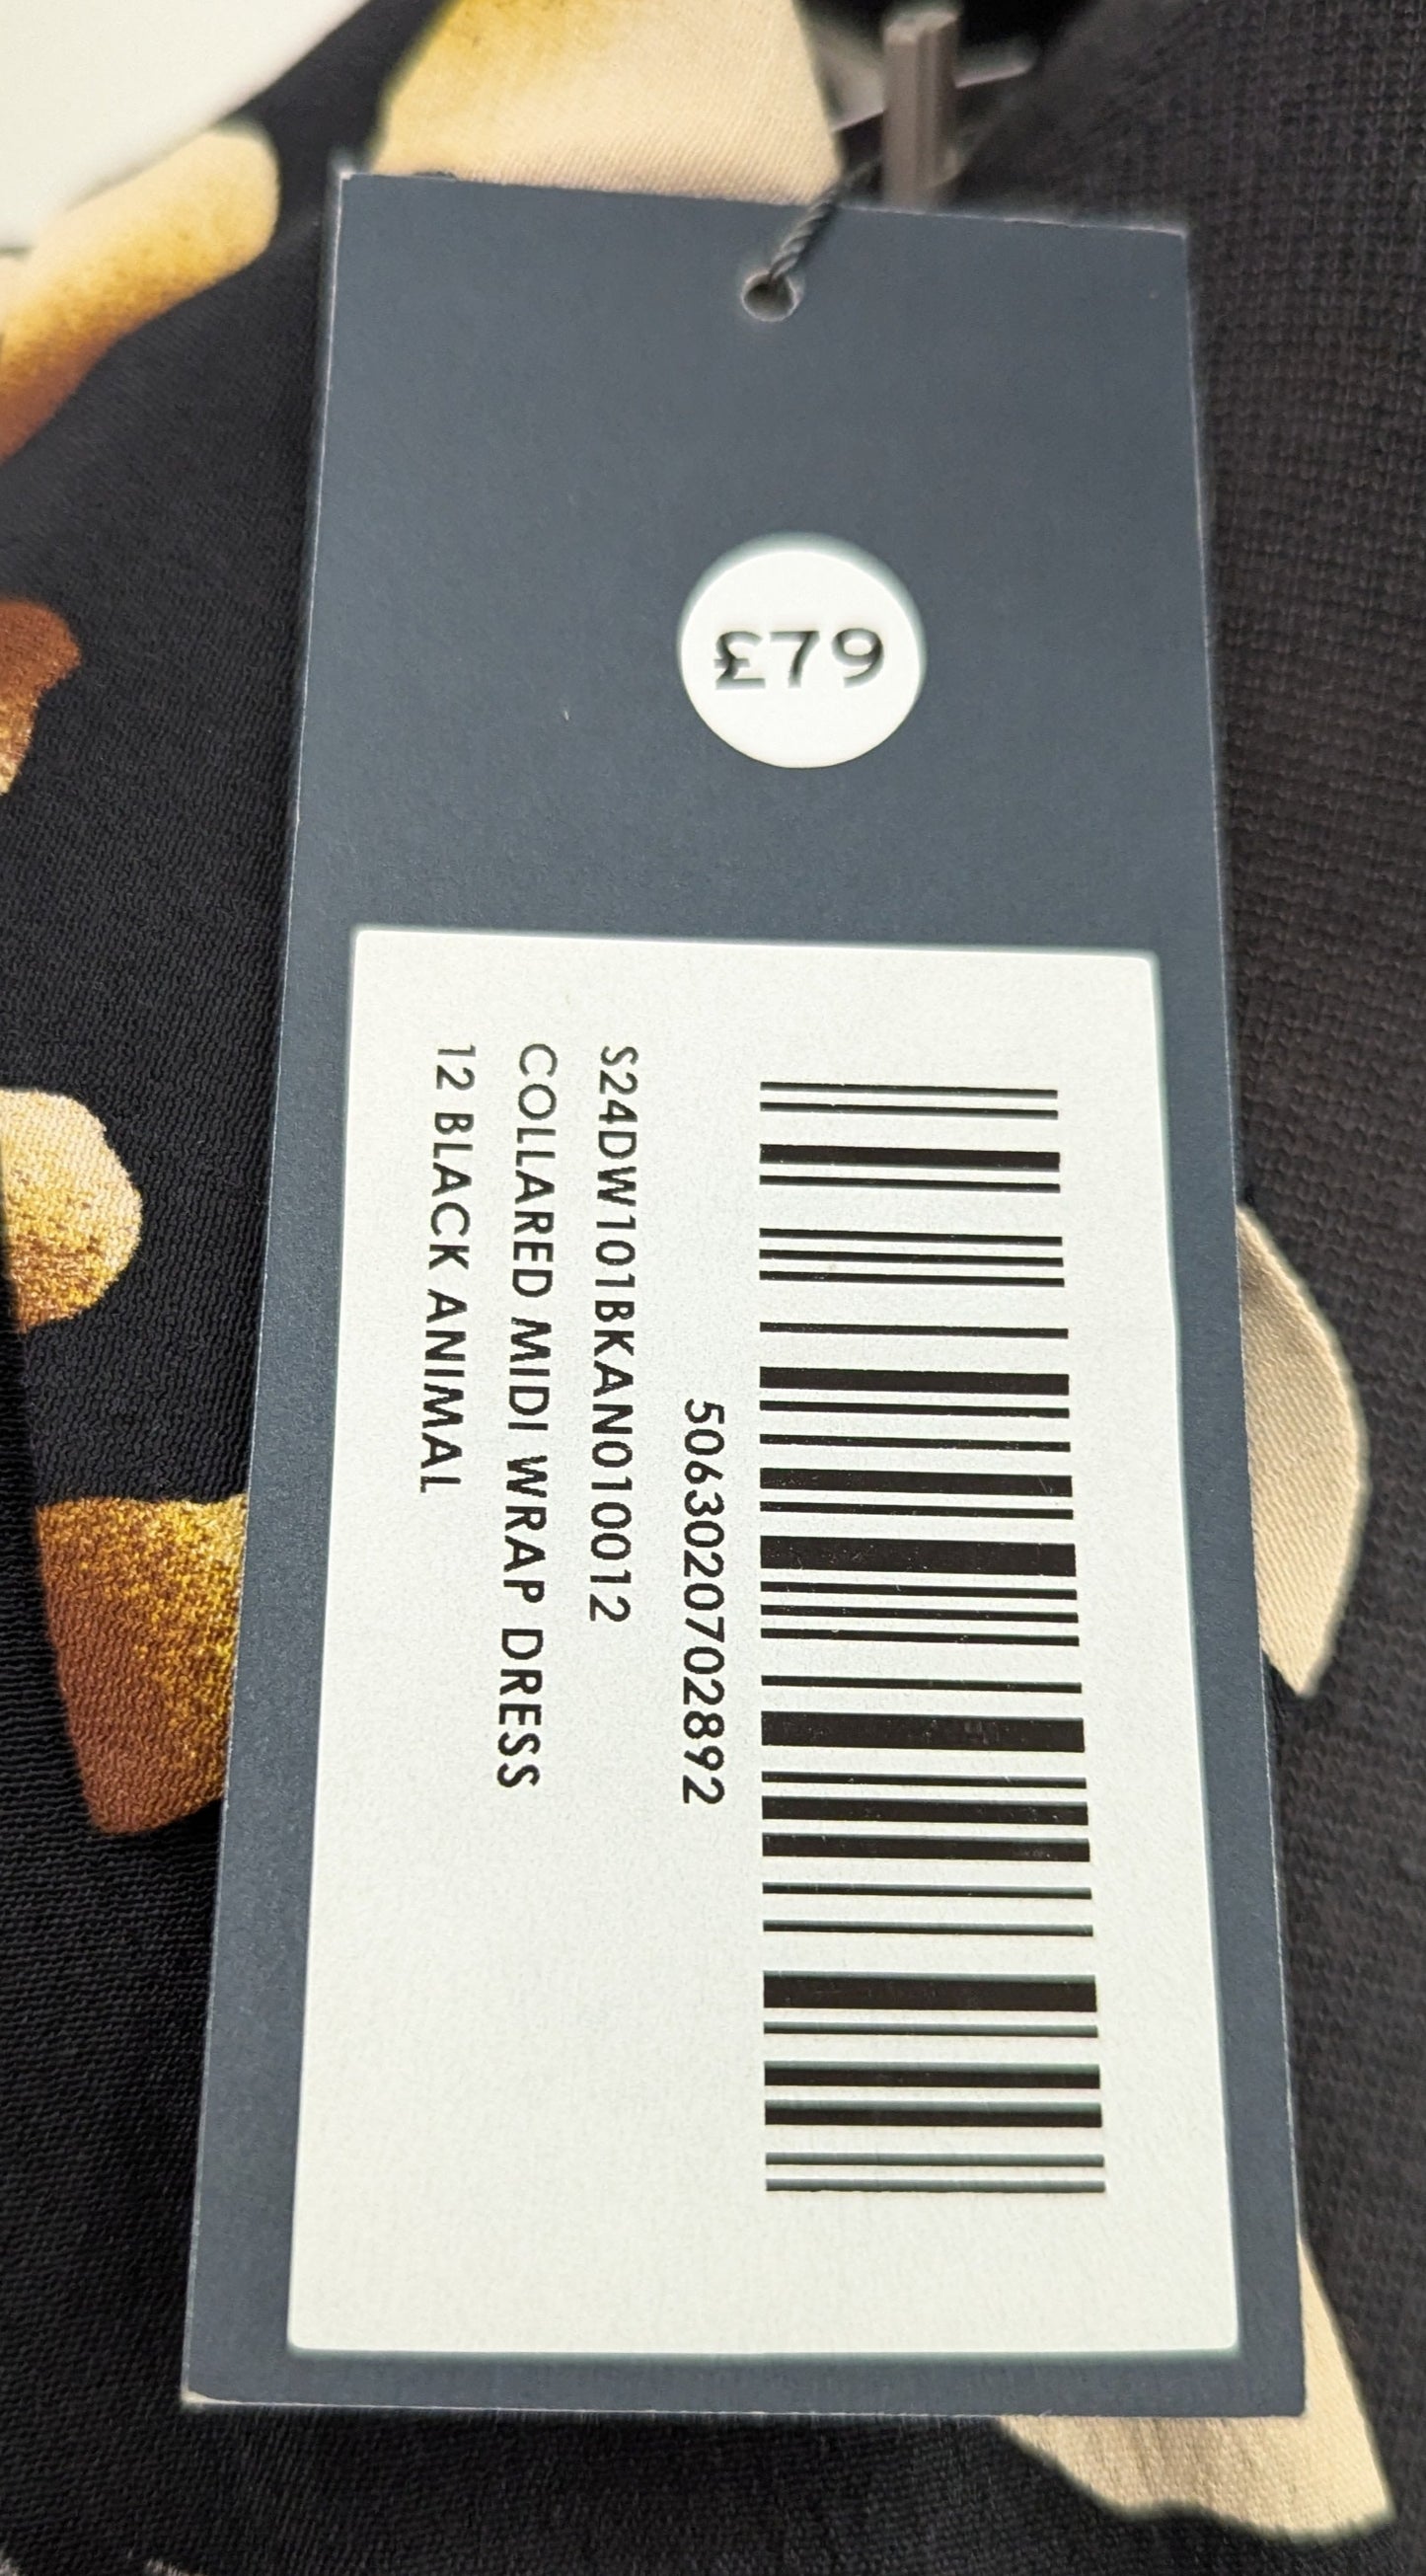 £79
5063020702892
S24DW101BKAN010012
COLLARED MIDI WRAP DRESS
12 BLACK ANIMAL